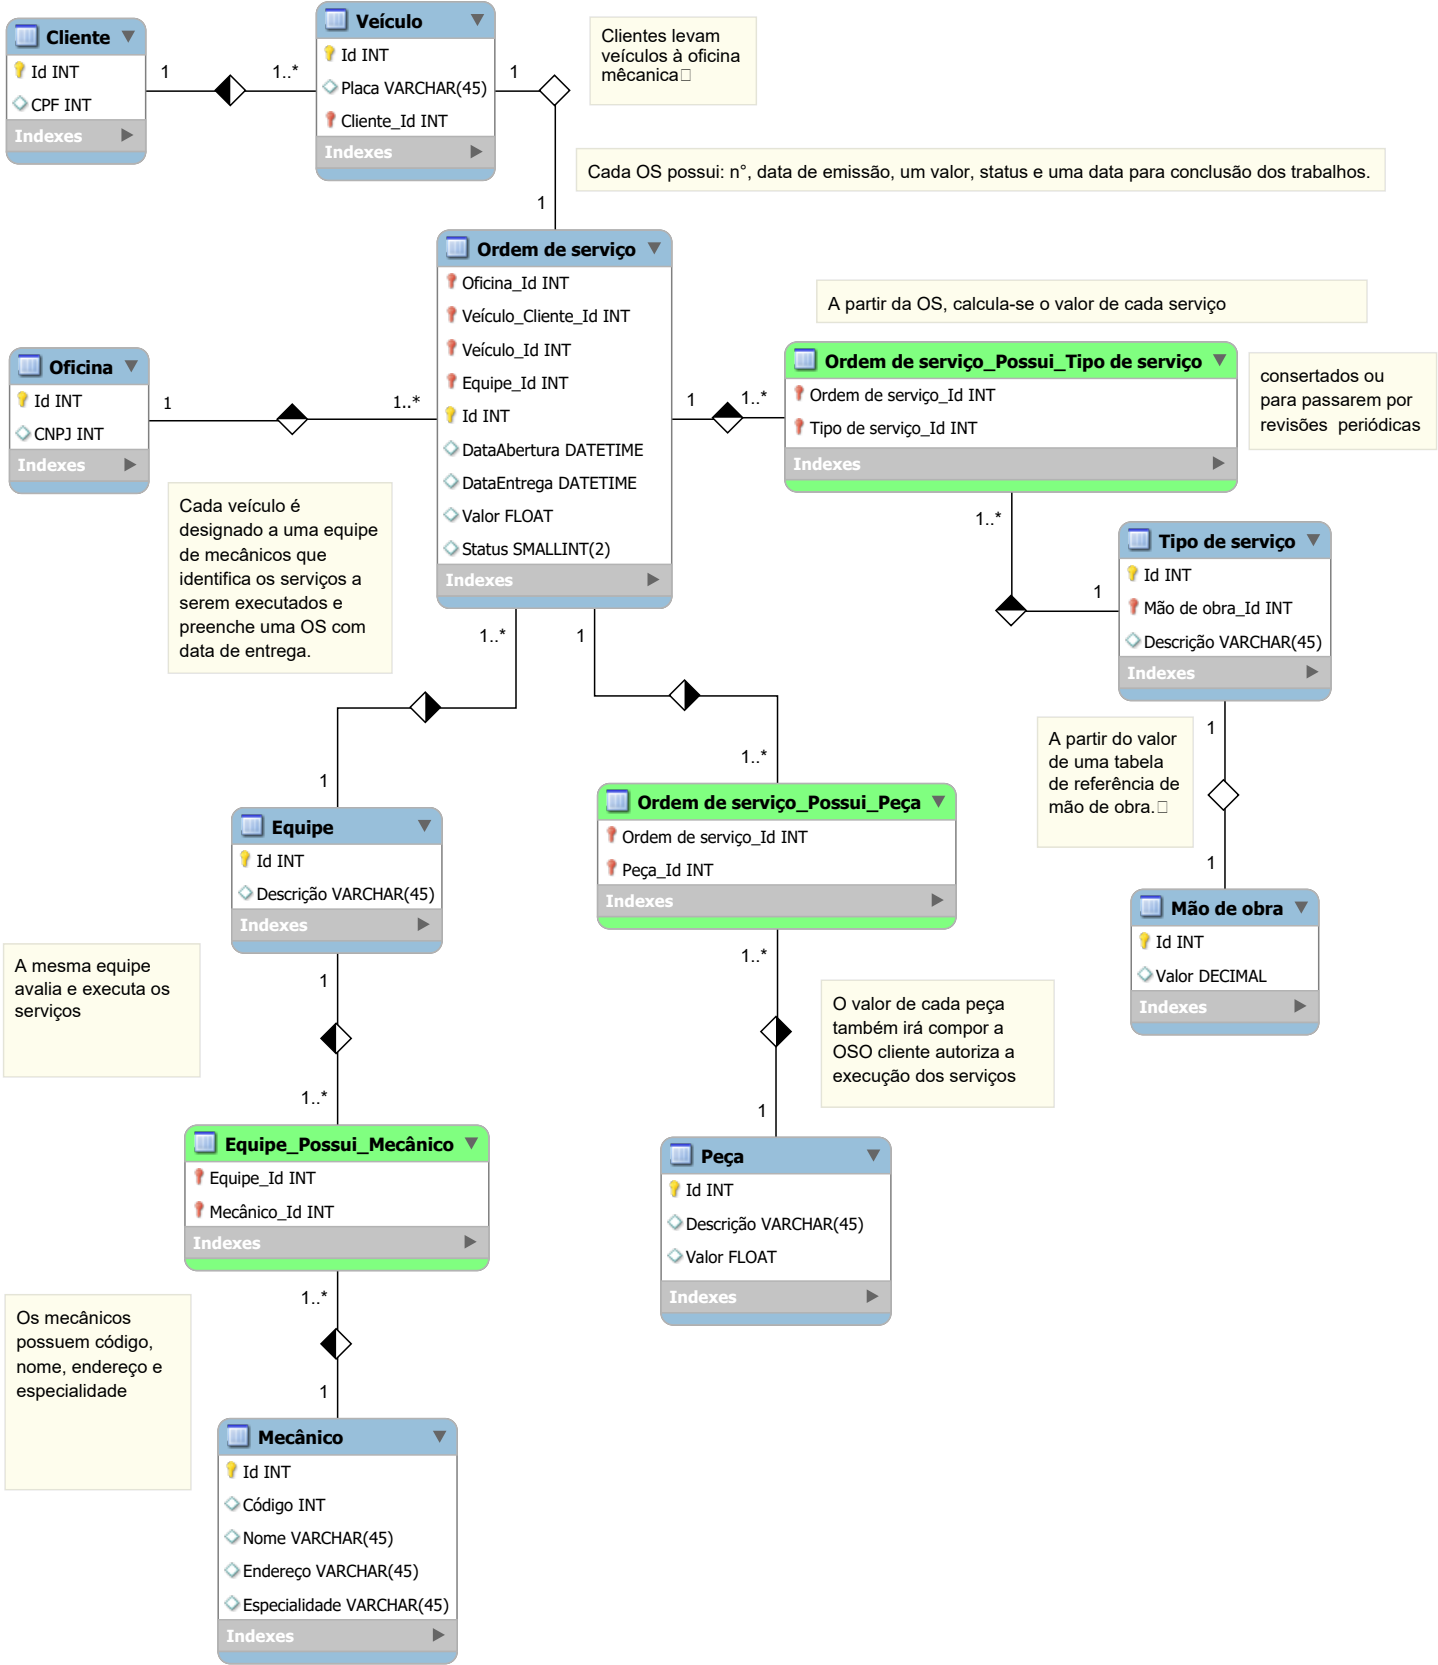 Cliente
Id INT
CPF INT
Indexes
1
1..*
Veículo
Id INT
Placa VARCHAR(45)
Cliente_Id INT
Indexes
1
1
Clientes levam
veículos à oficina
mêcanica
Cada OS possui: n°, data de emissão, um valor, status e uma data para conclusão dos trabalhos.
Ordem de serviço
Oficina_Id INT
Veículo_Cliente_Id INT
Veículo_Id INT
Equipe_Id INT
Id INT
DataAbertura DATETIME
DataEntrega DATETIME
Valor FLOAT
Status SMALLINT(2)
Indexes
Oficina
Id INT
CNPJ INT
Indexes
1
1..*
A partir da OS, calcula-se o valor de cada serviço
1
1..*
Ordem de serviço_Possui_Tipo de serviço
Ordem de serviço_Id INT
Tipo de serviço_Id INT
Indexes
consertados ou
para passarem por
revisões periódicas
Cada veículo é
designado a uma equipe
de mecânicos que
identifica os serviços a
serem executados e
preenche uma OS com
data de entrega.
1..*
1
Tipo de serviço
Id INT
Mão de obra_Id INT
Descrição VARCHAR(45)
Indexes
1..*
1
1..*
1
A partir do valor
de uma tabela
de referência de
mão de obra.
1
1
Mão de obra
Id INT
Valor DECIMAL
Indexes
Equipe
Id INT
Descrição VARCHAR(45)
Indexes
Ordem de serviço_Possui_Peça
Ordem de serviço_Id INT
Peça_Id INT
Indexes
A mesma equipe
avalia e executa os
serviços
1
1..*
1..*
1
O valor de cada peça
também irá compor a
OSO cliente autoriza a
execução dos serviços
Equipe_Possui_Mecânico
Equipe_Id INT
Mecânico_Id INT
Indexes
Peça
Id INT
Descrição VARCHAR(45)
Valor FLOAT
Indexes
Os mecânicos
possuem código,
nome, endereço e
especialidade
1..*
1
Mecânico
Id INT
Código INT
Nome VARCHAR(45)
Endereço VARCHAR(45)
Especialidade VARCHAR(45)
Indexes